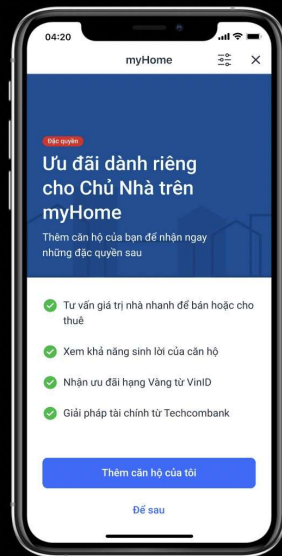 04:20
myHome
Đặc quyền
Ưu đãi dành riêng
cho Chủ Nhà trên
myHome
Thêm căn hộ của bạn để nhận ngay
những đặc quyền sau
Tư vấn giá trị nhà nhanh để bán hoặc cho
thuê
Xem khả năng sinh lời của căn hộ
Nhận ưu đãi hạng Vàng từ VinID
Giải pháp tài chính từ Techcombank
Thêm căn hộ của tôi
Để sau